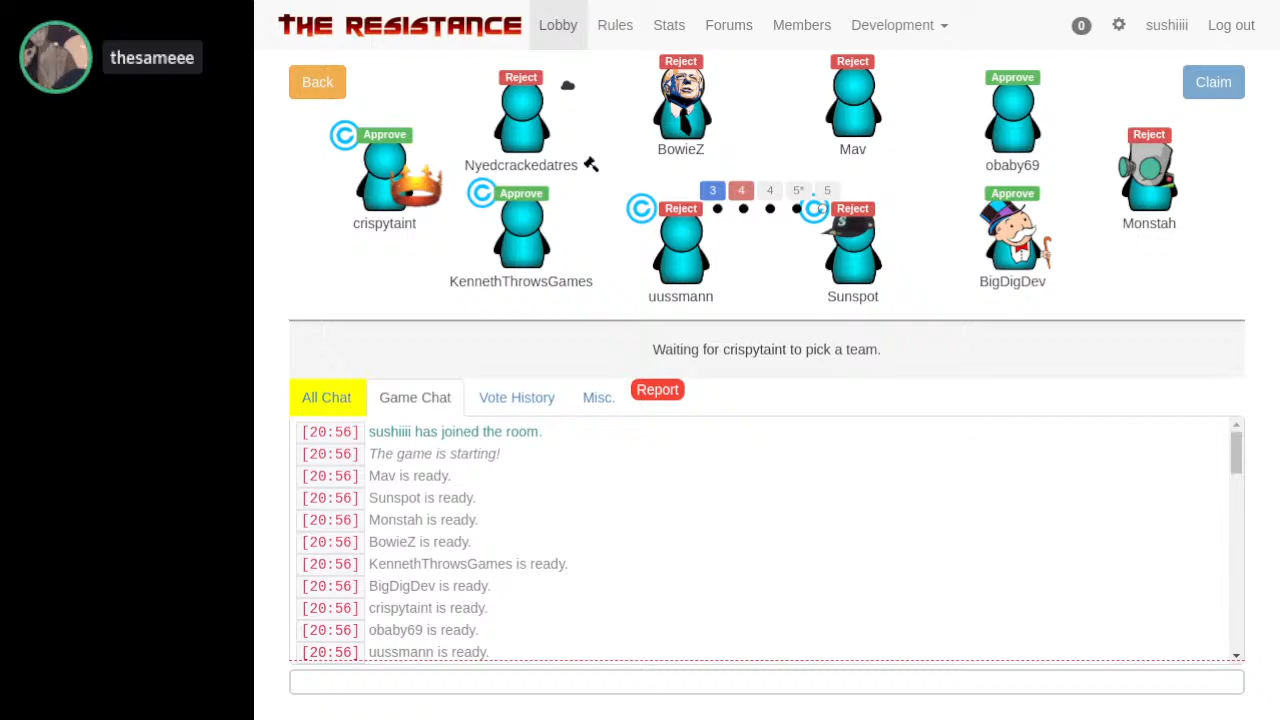 thesameee
THE RESISTANCE
Lobby
Rules
Stats
Forums
Members
Development
0
sushiiii
Log out
Back
Claim
Reject
Nyedcrackedatres
Reject
BowieZ
Reject
Mav
Approve
obaby69
Reject
Monstah
Approve
crispytaint
Approve
KennethThrowsGames
3 4 4 5* 5
Reject
uussmann
Reject
Sunspot
Approve
BigDigDev
Waiting for crispytaint to pick a team.
All Chat
Game Chat
Vote History
Misc.
Report
[20:56] sushiiii has joined the room.
[20:56] The game is starting!
[20:56] Mav is ready.
[20:56] Sunspot is ready.
[20:56] Monstah is ready.
[20:56] BowieZ is ready.
[20:56] KennethThrowsGames is ready.
[20:56] BigDigDev is ready.
[20:56] crispytaint is ready.
[20:56] obaby69 is ready.
[20:56] uussmann is ready.